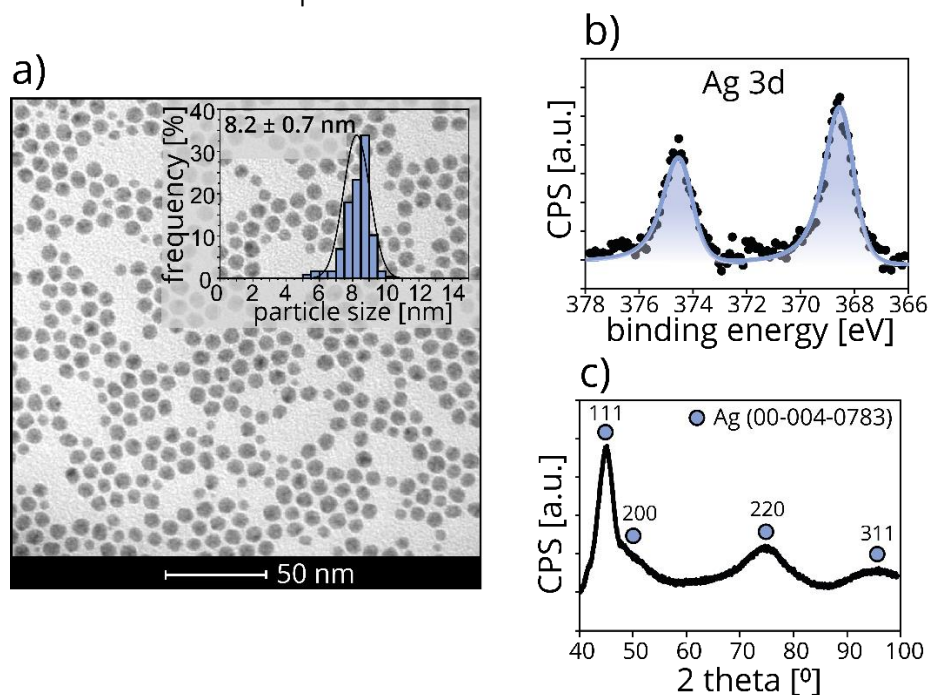 a)
frequency [%]
40
30
20
10
0
8.2 ± 0.7 nm
0 2 4 6 8 10 12 14
particle size [nm]
50 nm
b)
Ag 3d
CPS [a.u.]
378 376 374 372 370 368 366
binding energy [eV]
c)
111
Ag (00-004-0783)
200
220
311
CPS [a.u.]
40 50 60 70 80 90 100
2 theta [º]